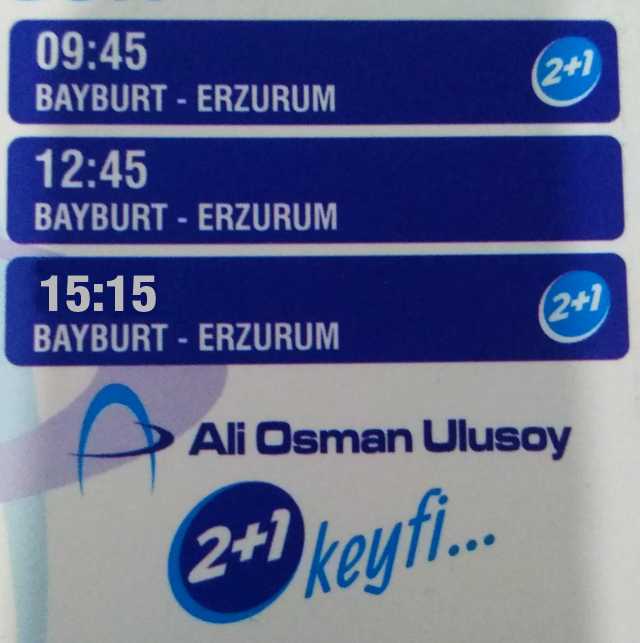 09:45
BAYBURT - ERZURUM
2+1
12:45
BAYBURT - ERZURUM
15:15
BAYBURT - ERZURUM
2+1
Ali Osman Ulusoy
2+1 keyfi...